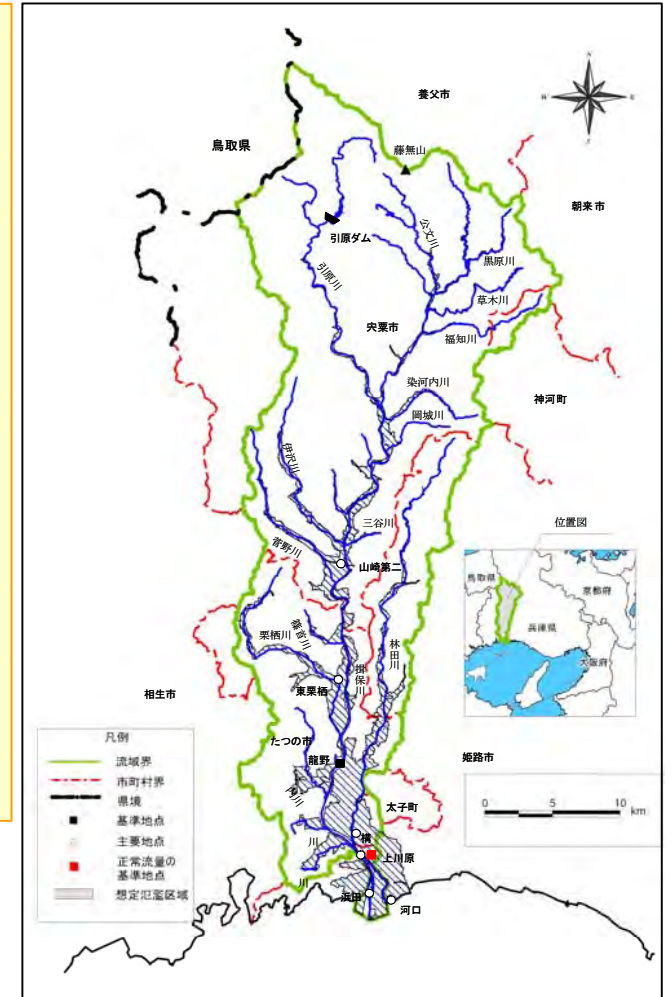 養父市
N
W
E
S
鳥取県
藤無山
朝来市
引原ダム
公文川
黒原川
引原川
草木川
宍粟市
福知川
染河内川
神河町
岡城川
伊沢川
三谷川
位置図
菅野川
山崎第二
鳥取県
京都府
兵庫県
栗栖川
篠首川
林田川
大阪府
揖保川
東栗栖
相生市
たつの市
姫路市
龍野
太子町
0 5 10
km
川
構
上川原
川
浜田
河口
凡例
流域界
市町村界
県境
基準地点
主要地点
正常流量の
基準地点
想定氾濫区域